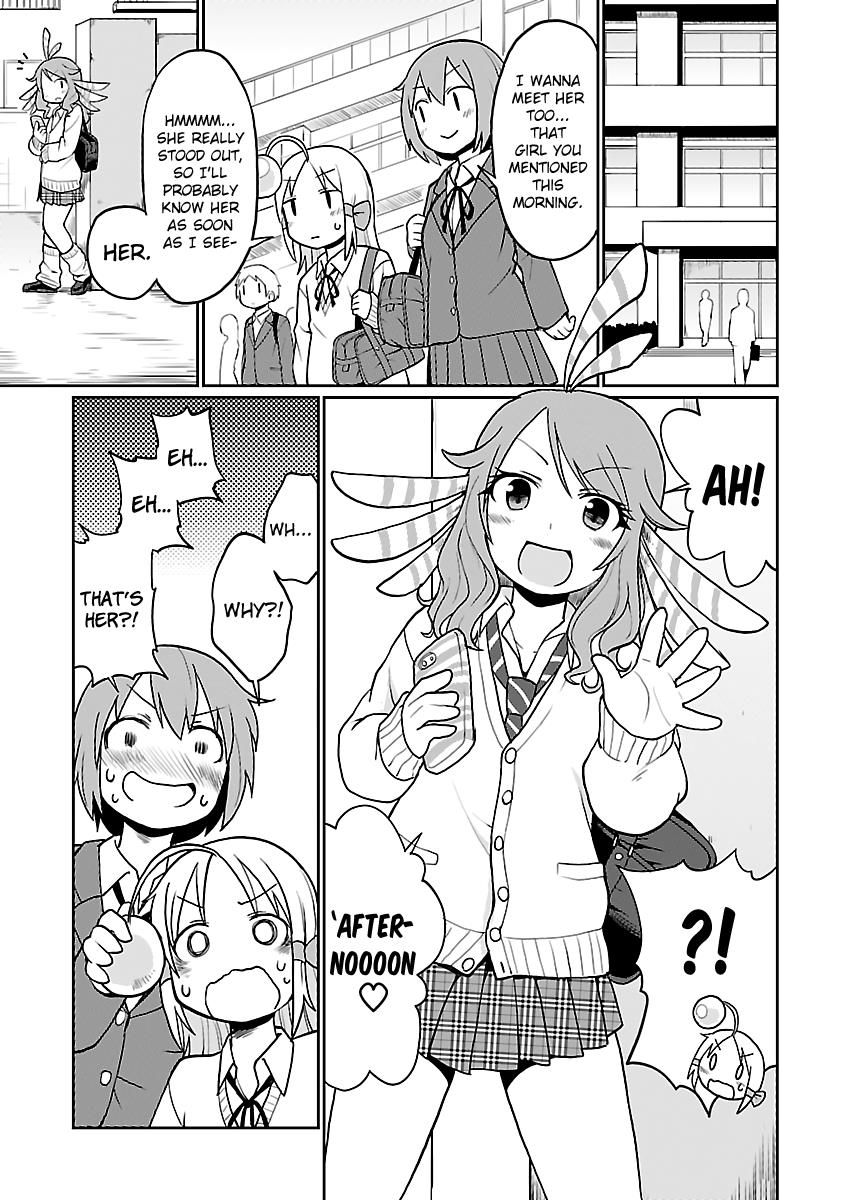 I WANNA
MEET HER
TOO...
THAT
GIRL YOU
MENTIONED
THIS
MORNING.
HMMMM...
SHE REALLY
STOOD OUT,
SO I'LL
PROBABLY
KNOW HER
AS SOON
AS I SEE-
HER.
AH!
?!
'AFTER-
NOOOON
♡
WH...
WHY?!
EH...
EH...
THAT'S
HER?!